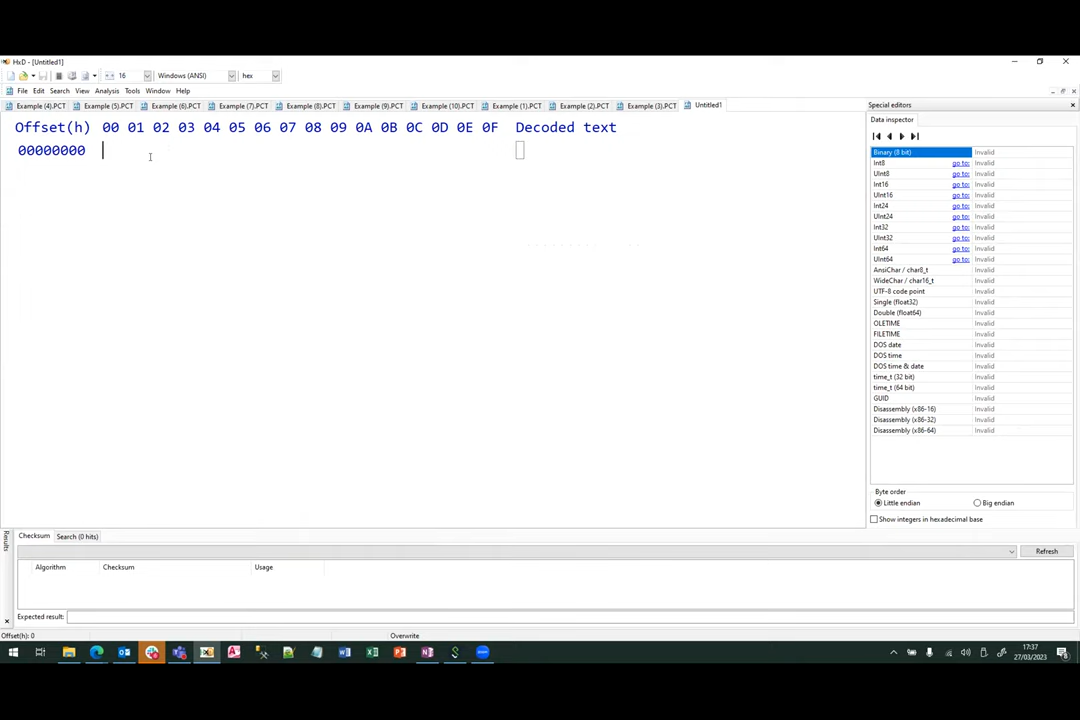 HxD - [Untitled1]
16 Windows (ANSI) hex
File Edit Search View Analysis Tools Window Help
Example (4).PCT Example (5).PCT Example (6).PCT Example (7).PCT Example (8).PCT Example (9).PCT Example (10).PCT Example (1).PCT Example (2).PCT Example (3).PCT Untitled1
Special editors
Offset(h) 00 01 02 03 04 05 06 07 08 09 0A 0B 0C 0D 0E 0F Decoded text
00000000
Data inspector
Binary (8 bit) Invalid
Int8 go to: Invalid
UInt8 go to: Invalid
Int16 go to: Invalid
UInt16 go to: Invalid
Int24 go to: Invalid
UInt24 go to: Invalid
Int32 go to: Invalid
UInt32 go to: Invalid
Int64 go to: Invalid
UInt64 go to: Invalid
AnsiChar / char8_t Invalid
WideChar / char16_t Invalid
UTF-8 code point Invalid
Single (float32) Invalid
Double (float64) Invalid
OLETIME Invalid
FILETIME Invalid
DOS date Invalid
DOS time Invalid
DOS time & date Invalid
time_t (32 bit) Invalid
time_t (64 bit) Invalid
GUID Invalid
Disassembly (x86-16) Invalid
Disassembly (x86-32) Invalid
Disassembly (x86-64) Invalid
Byte order
Little endian Big endian
Show integers in hexadecimal base
Results
Checksum Search (0 hits)
Refresh
Algorithm Checksum Usage
Expected result:
Offset(h): 0 Overwrite
17:37
27/03/2023